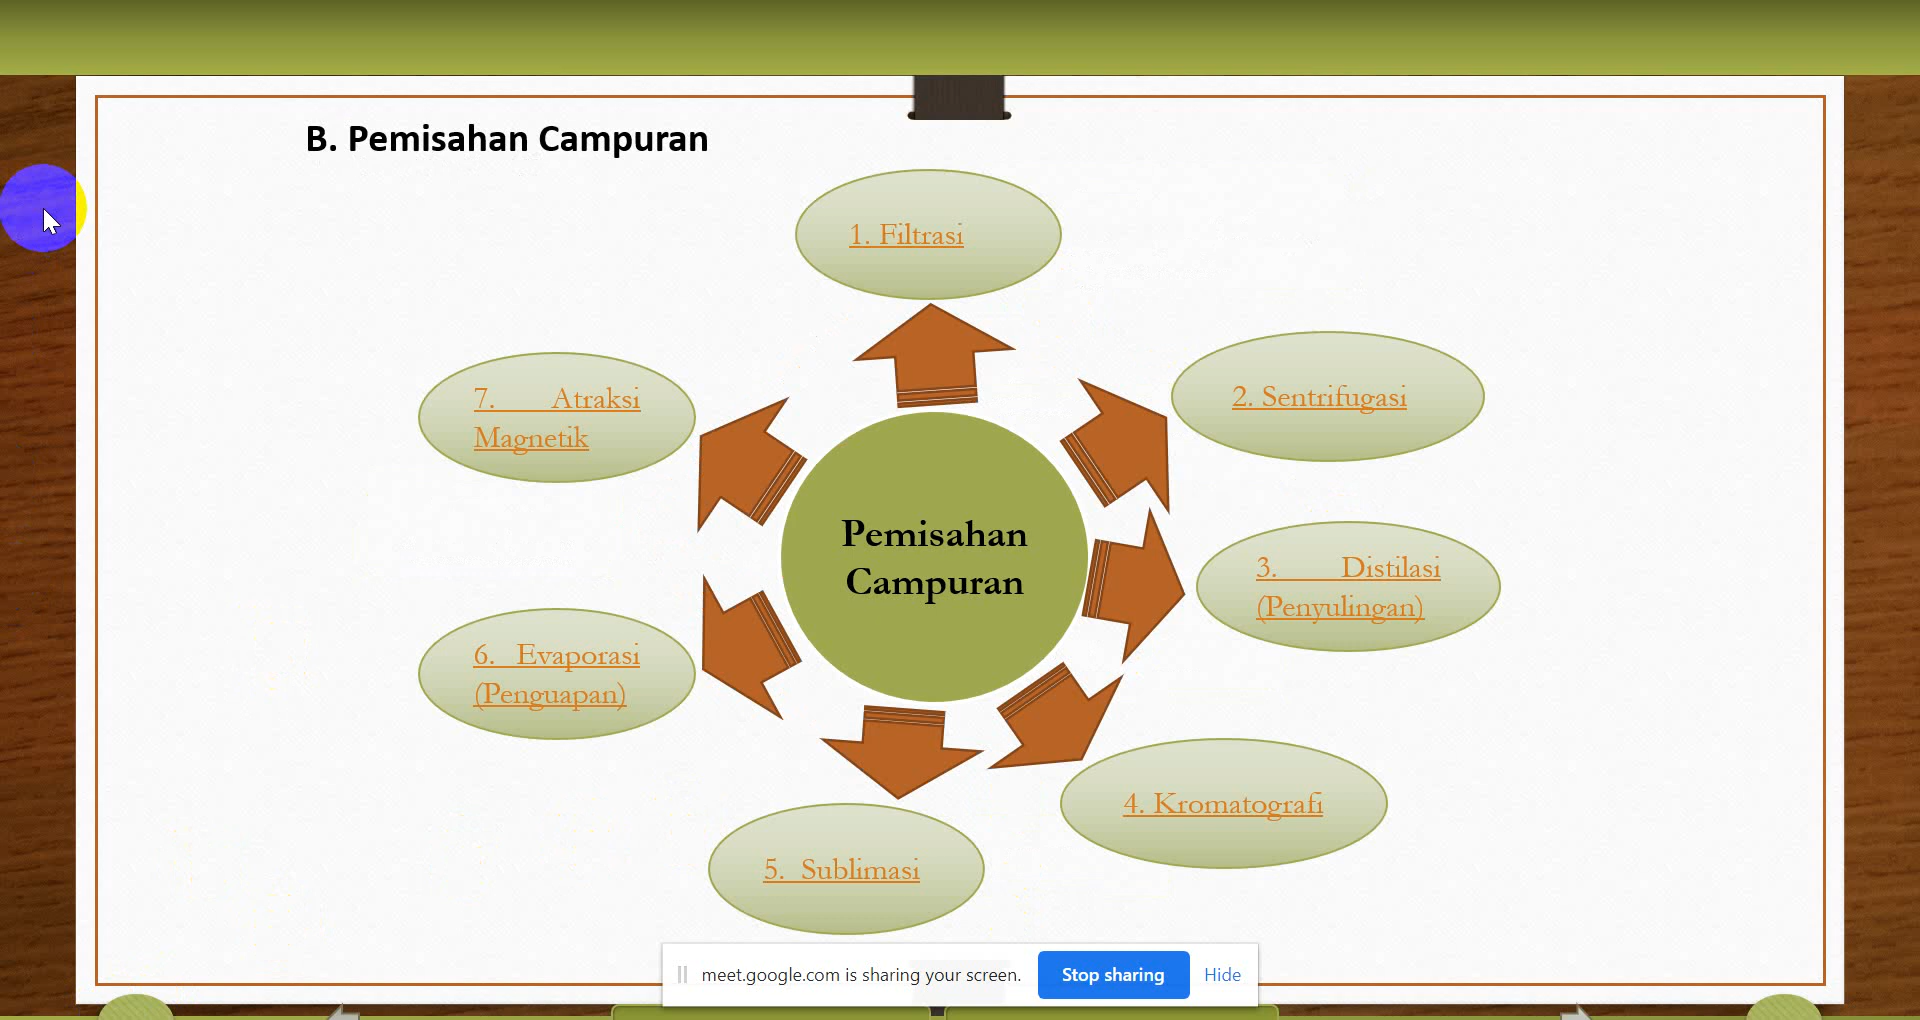 B. Pemisahan Campuran
1. Filtrasi
2. Sentrifugasi
3. Distilasi
(Penyulingan)
4. Kromatografi
5. Sublimasi
6. Evaporasi
(Penguapan)
7. Atraksi
Magnetik
Pemisahan
Campuran
meet.google.com is sharing your screen. Stop sharing Hide